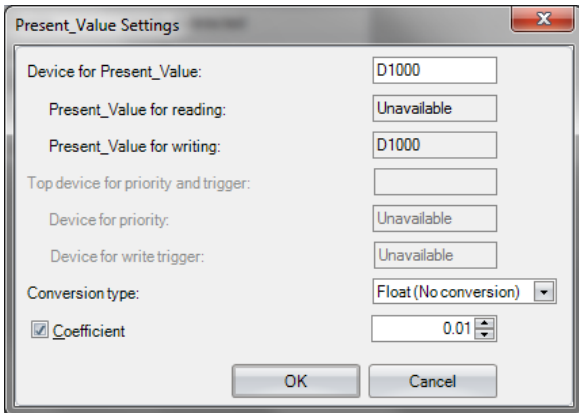 Present_Value Settings
Device for Present_Value: D1000
Present_Value for reading: Unavailable
Present_Value for writing: D1000
Top device for priority and trigger:
Device for priority: Unavailable
Device for write trigger: Unavailable
Conversion type: Float (No conversion)
Coefficient 0.01
OK Cancel